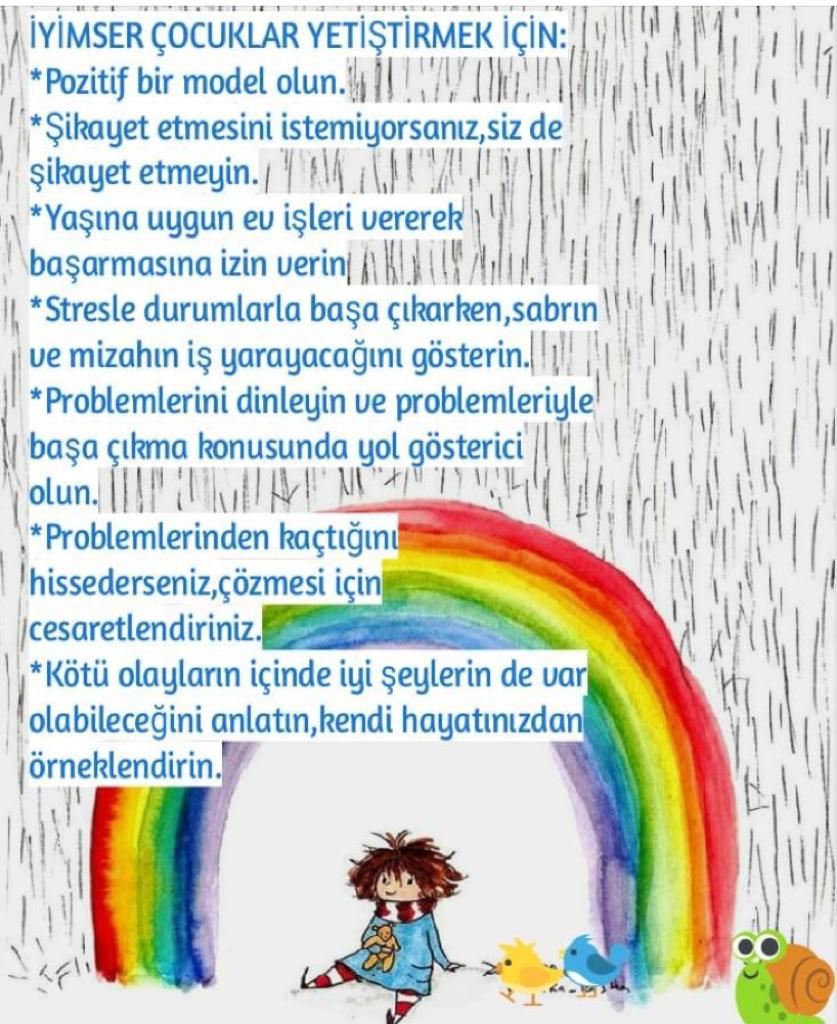 İYİMSER ÇOCUKLAR YETİŞTİRMEK İÇİN:
*Pozitif bir model olun.
*Şikayet etmesini istemiyorsanız,siz de
şikayet etmeyin.
*Yaşına uygun ev işleri vererek
başarmasına izin verin
*Stresle durumlarla başa çıkarken,sabrın
ve mizahın iş yarayacağını gösterin.
*Problemlerini dinleyin ve problemleriyle
başa çıkma konusunda yol gösterici
olun.
*Problemlerinden kaçtığını
hissederseniz,çözmesi için
cesaretlendiriniz.
*Kötü olayların içinde iyi şeylerin de var
olabileceğini anlatın,kendi hayatınızdan
örneklendirin.